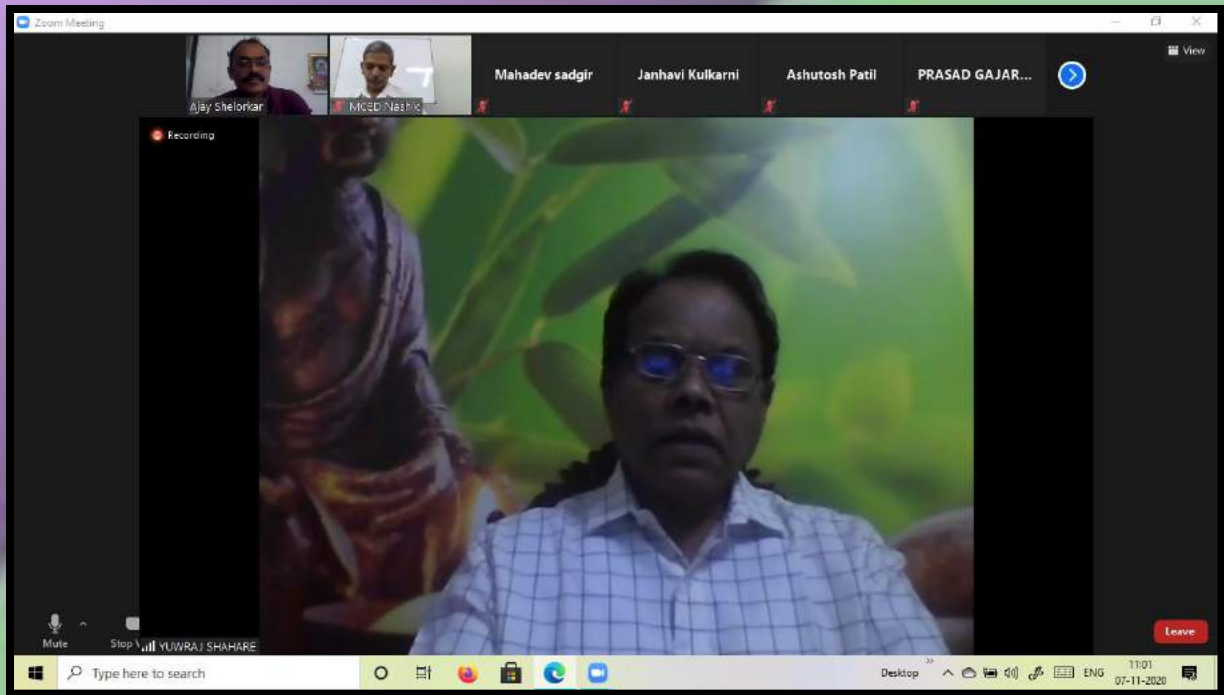 Zoom Meeting
View
Mahadev sadgir
Janhavi Kulkarni
Ashutosh Patil
PRASAD GAJAR...
Ajay Shelorkar
MCED Nashik
Recording
Mute
Stop V
YUWRAJ SHAHARE
Leave
Type here to search
Desktop
ENG
11:01
07-11-2020